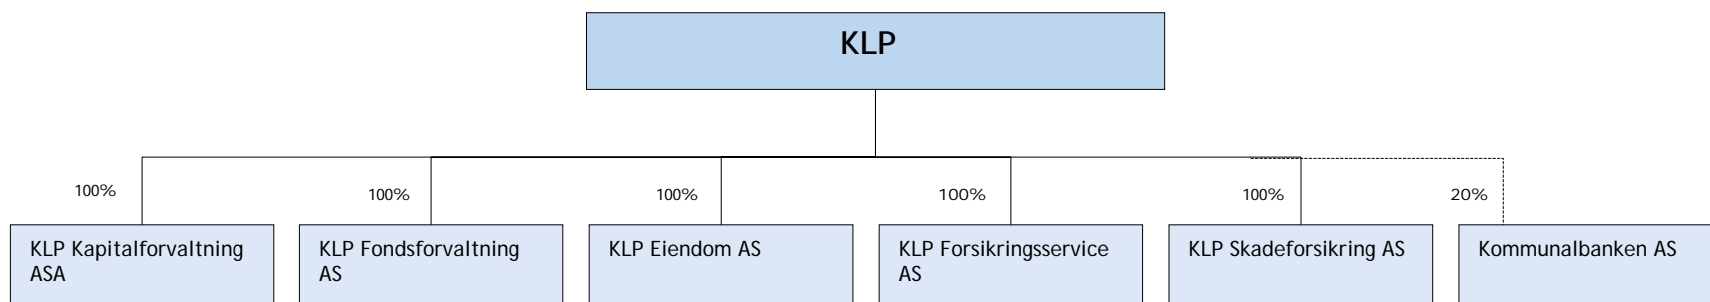 KLP
100%
100%
100%
100%
100%
20%
KLP Kapitalforvaltning
ASA
KLP Fondsforvaltning
AS
KLP Eiendom AS
KLP Forsikringsservice
AS
KLP Skadeforsikring AS
Kommunalbanken AS